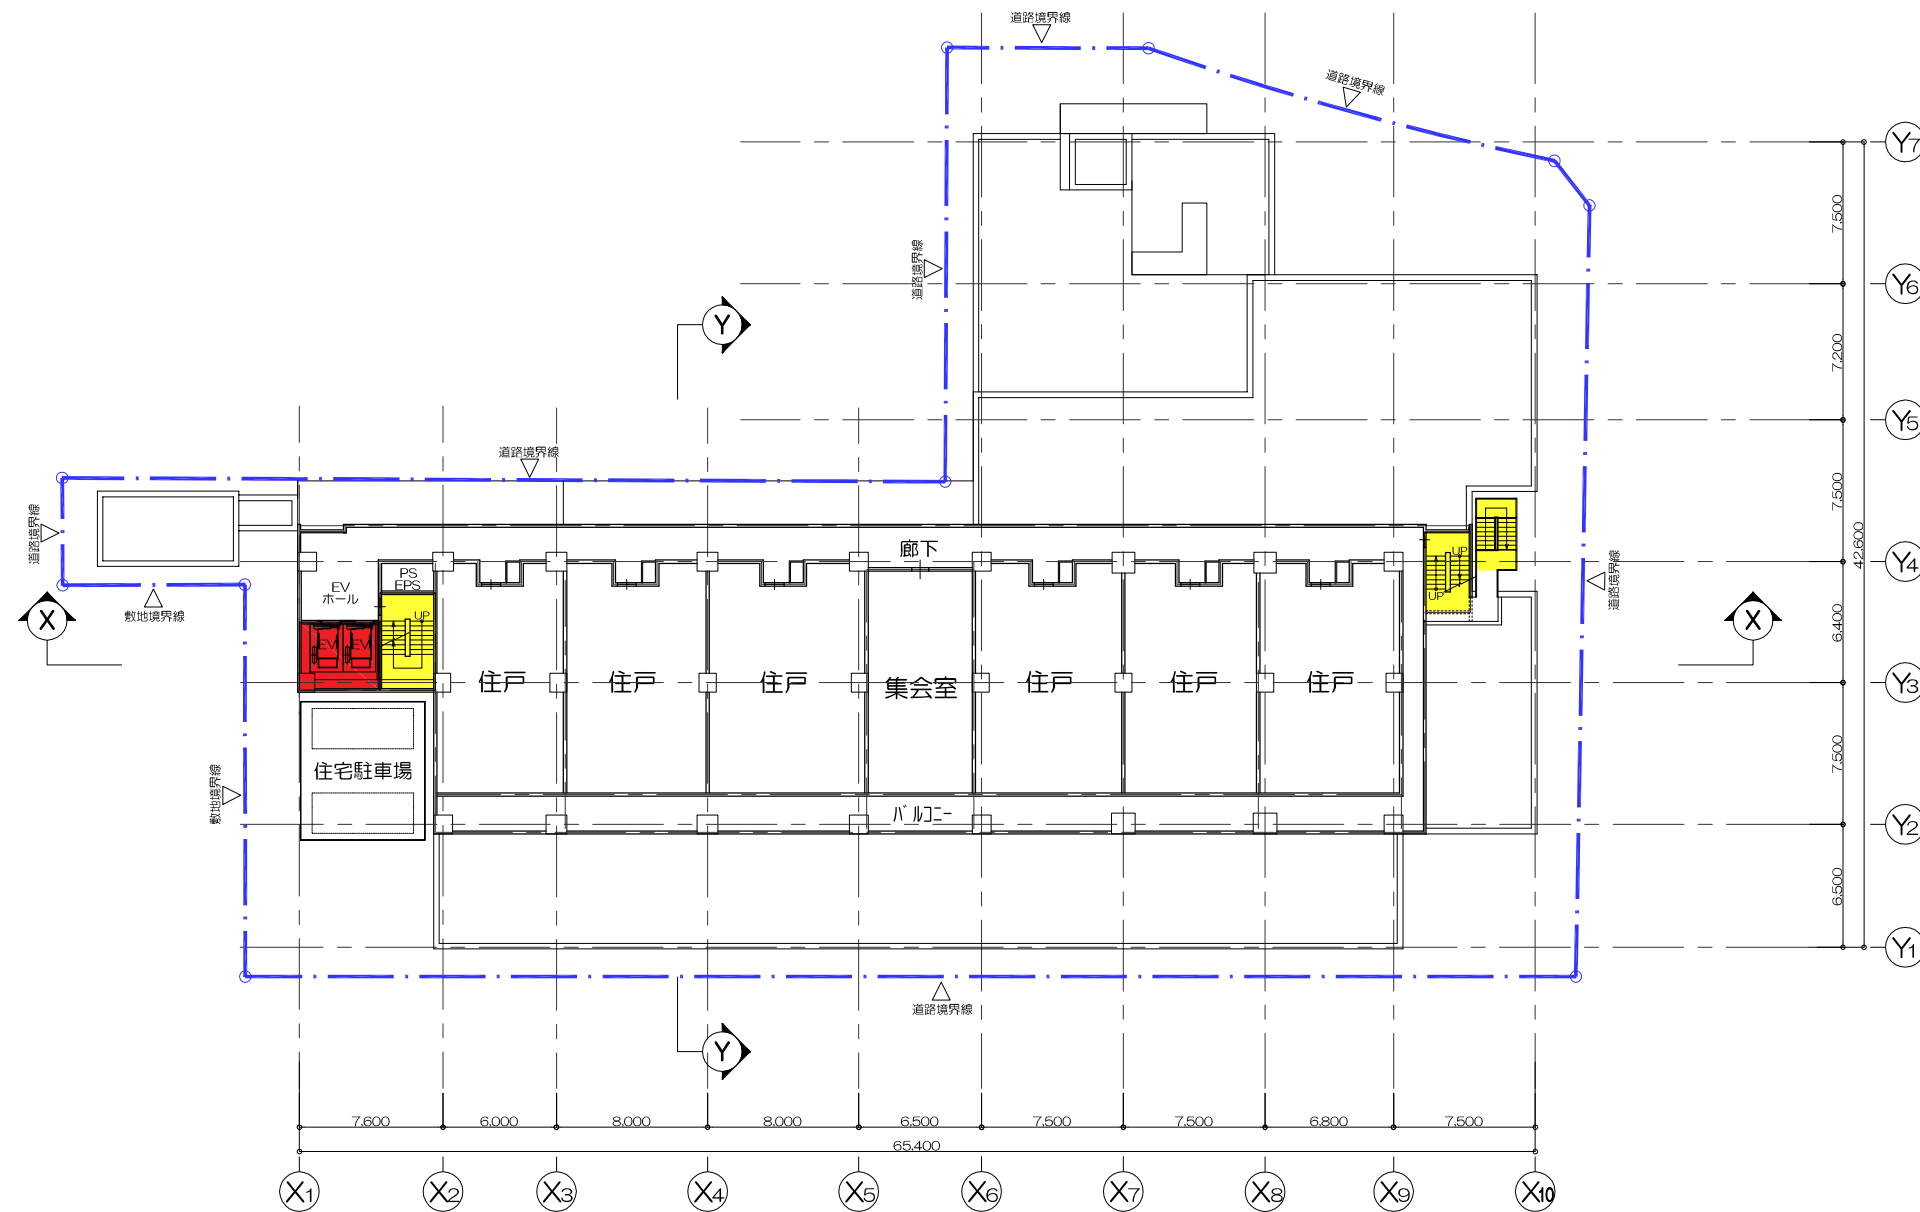 道路境界線
道路境界線
Y7
7.500
道路境界線
Y6
Y
7.200
Y5
道路境界線
7.500
道路境界線
42.600
廊下
UP
Y4
PS
EPS
EV
ホール
道路境界線
UP
敷地境界線
X
UP
X
6.400
EV
EV
住戸
住戸
住戸
集会室
住戸
住戸
住戸
Y3
敷地境界線
住宅駐車場
7.500
バルコニー
Y2
6.500
Y1
道路境界線
Y
7.600
6.000
8.000
8.000
6.500
7.500
7.500
6.800
7.500
65.400
X1
X2
X3
X4
X5
X6
X7
X8
X9
X10